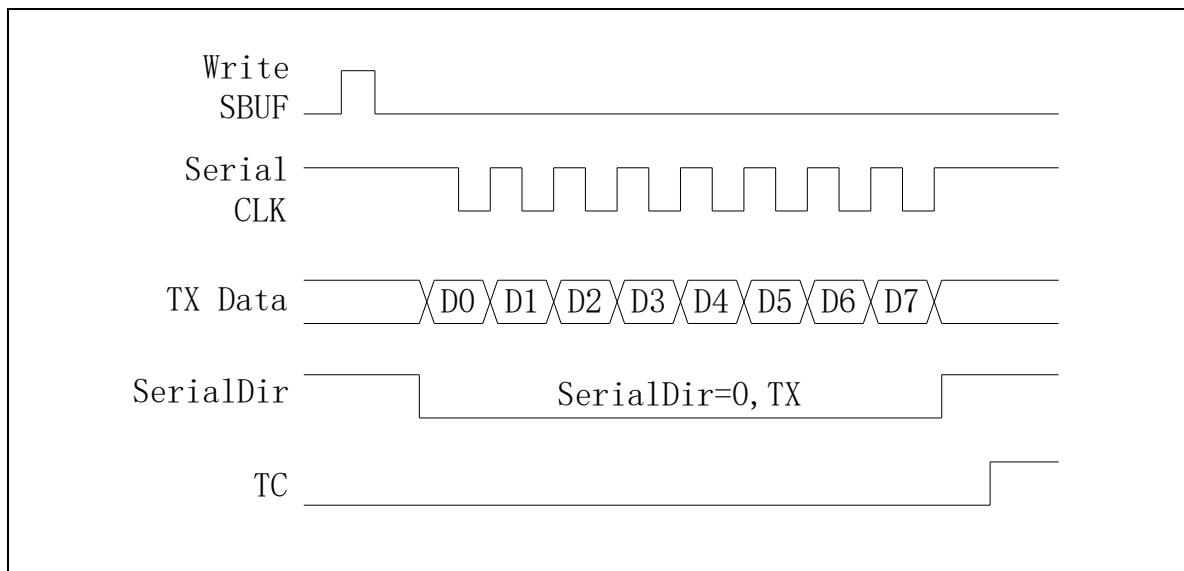 Write
SBUF
Serial
CLK
TX Data D0 D1 D2 D3 D4 D5 D6 D7
SerialDir SerialDir=0,TX
TC